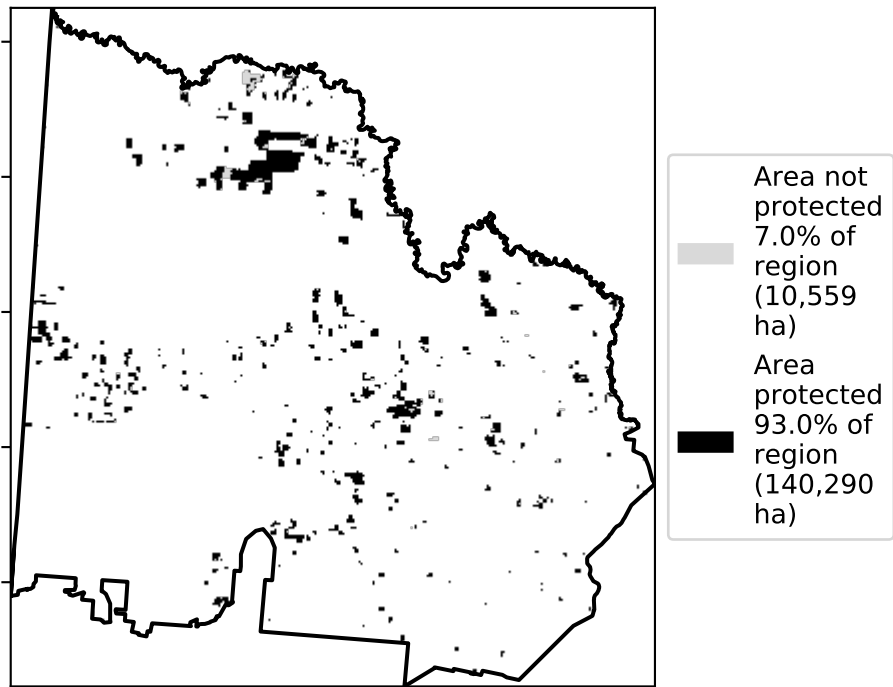 Area not
protected
7.0% of
region
(10,559
ha)
Area
protected
93.0% of
region
(140,290
ha)